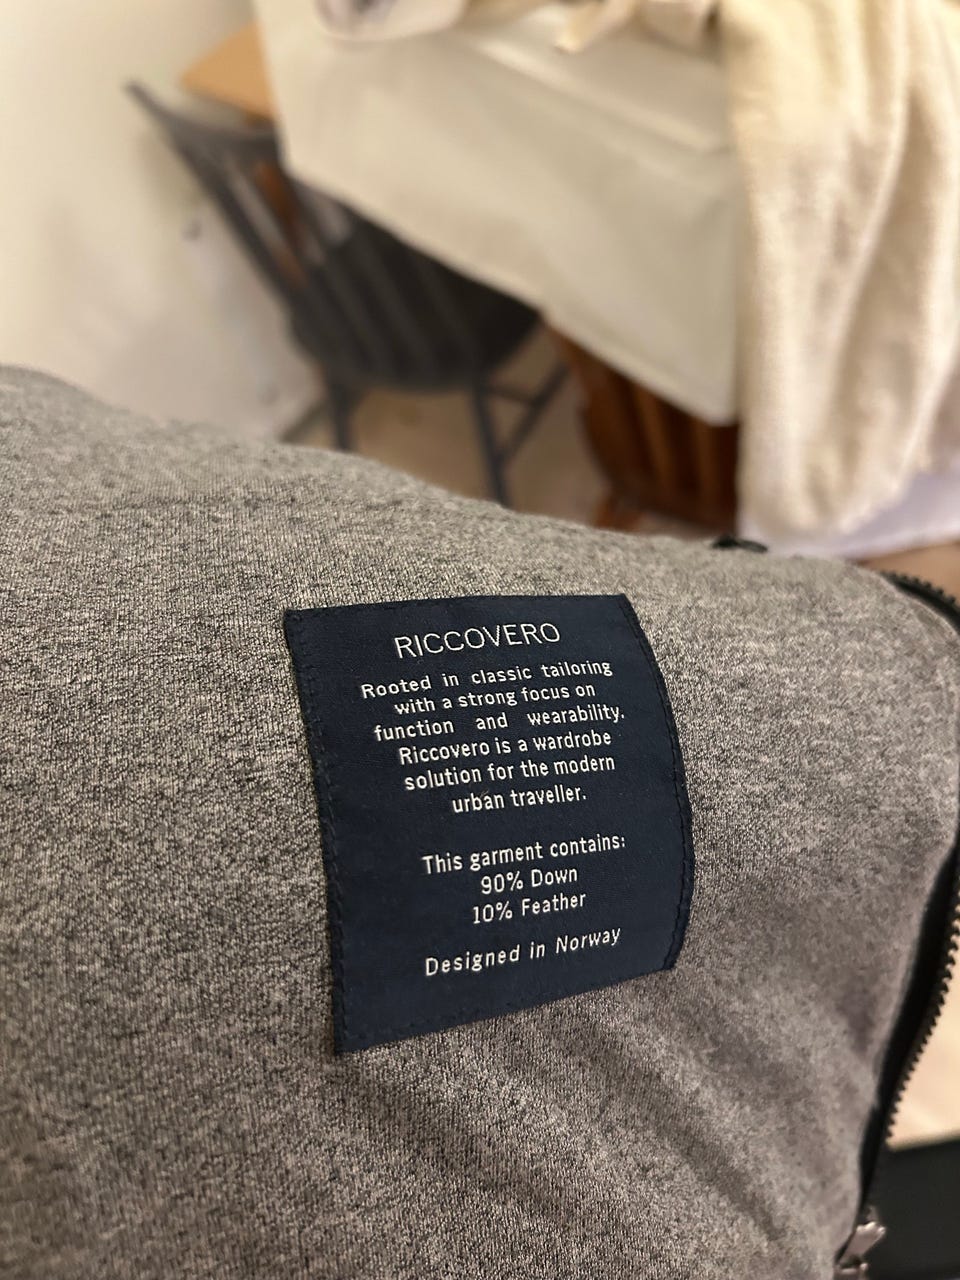 RICCOVERO
Rooted in classic tailoring
with a strong focus on
function and wearability.
Riccovero is a wardrobe
solution for the modern
urban traveller.
This garment contains:
90% Down
10% Feather
Designed in Norway